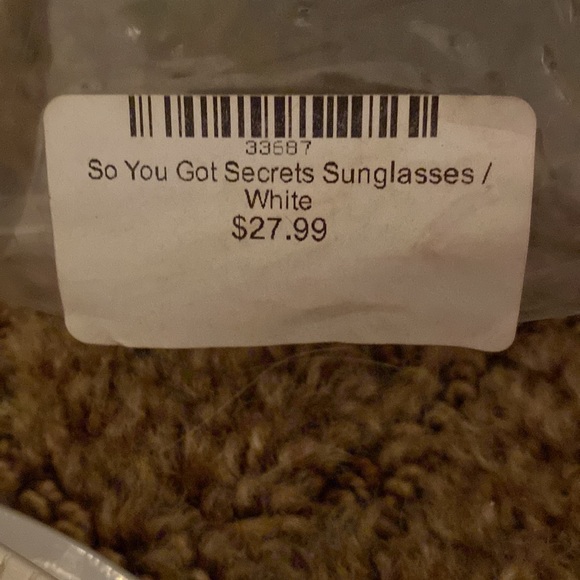 33687
So You Got Secrets Sunglasses /
White
$27.99